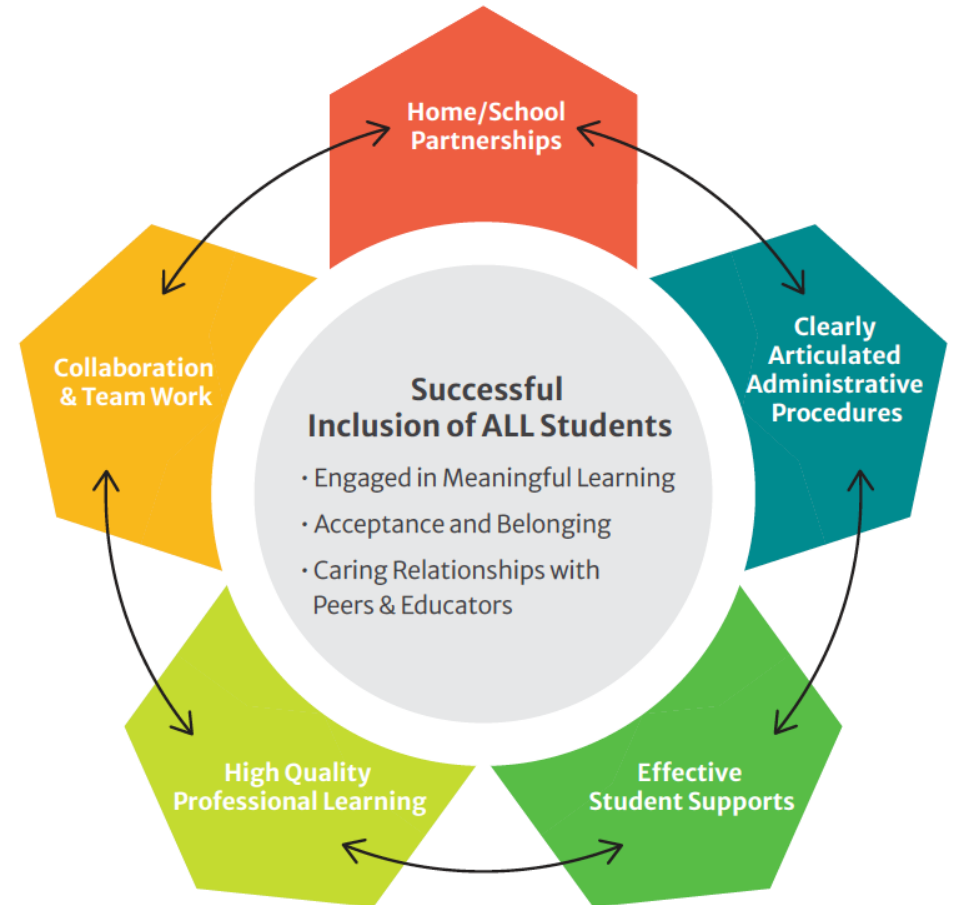 Home/School
Partnerships
Clearly
Articulated
Administrative
Procedures
Collaboration
& Team Work
Successful
Inclusion of ALL Students
· Engaged in Meaningful Learning
· Acceptance and Belonging
· Caring Relationships with
Peers & Educators
High Quality
Professional Learning
Effective
Student Supports